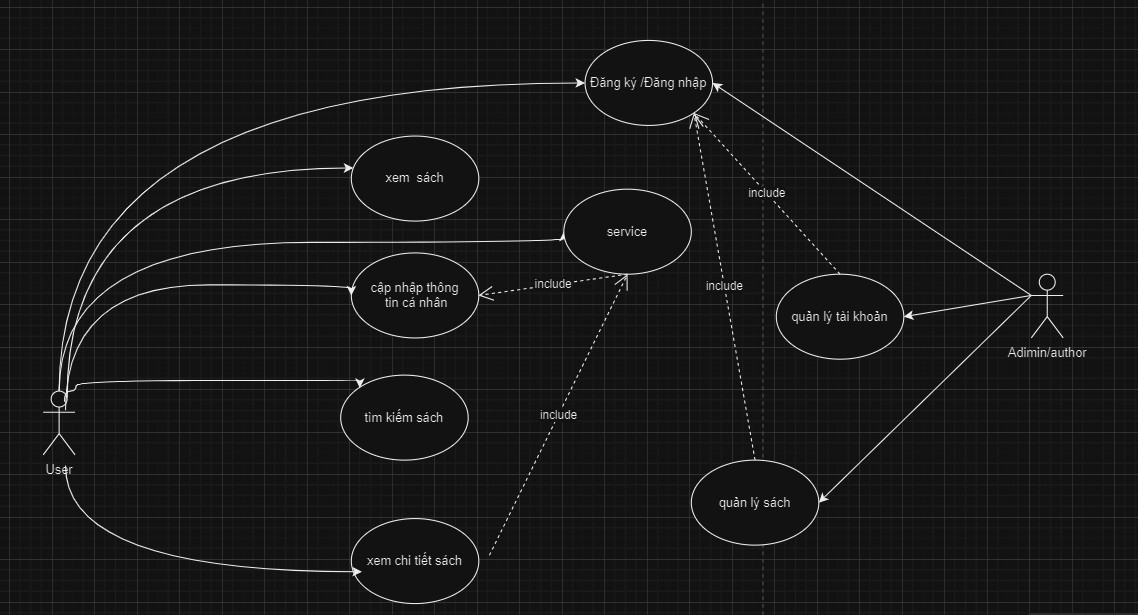 Đăng ký /Đăng nhập
xem sách
include
service
cập nhập thông
tin cá nhân
include
include
quản lý tài khoản
Adimin/author
tìm kiếm sách
include
User
quản lý sách
xem chi tiết sách